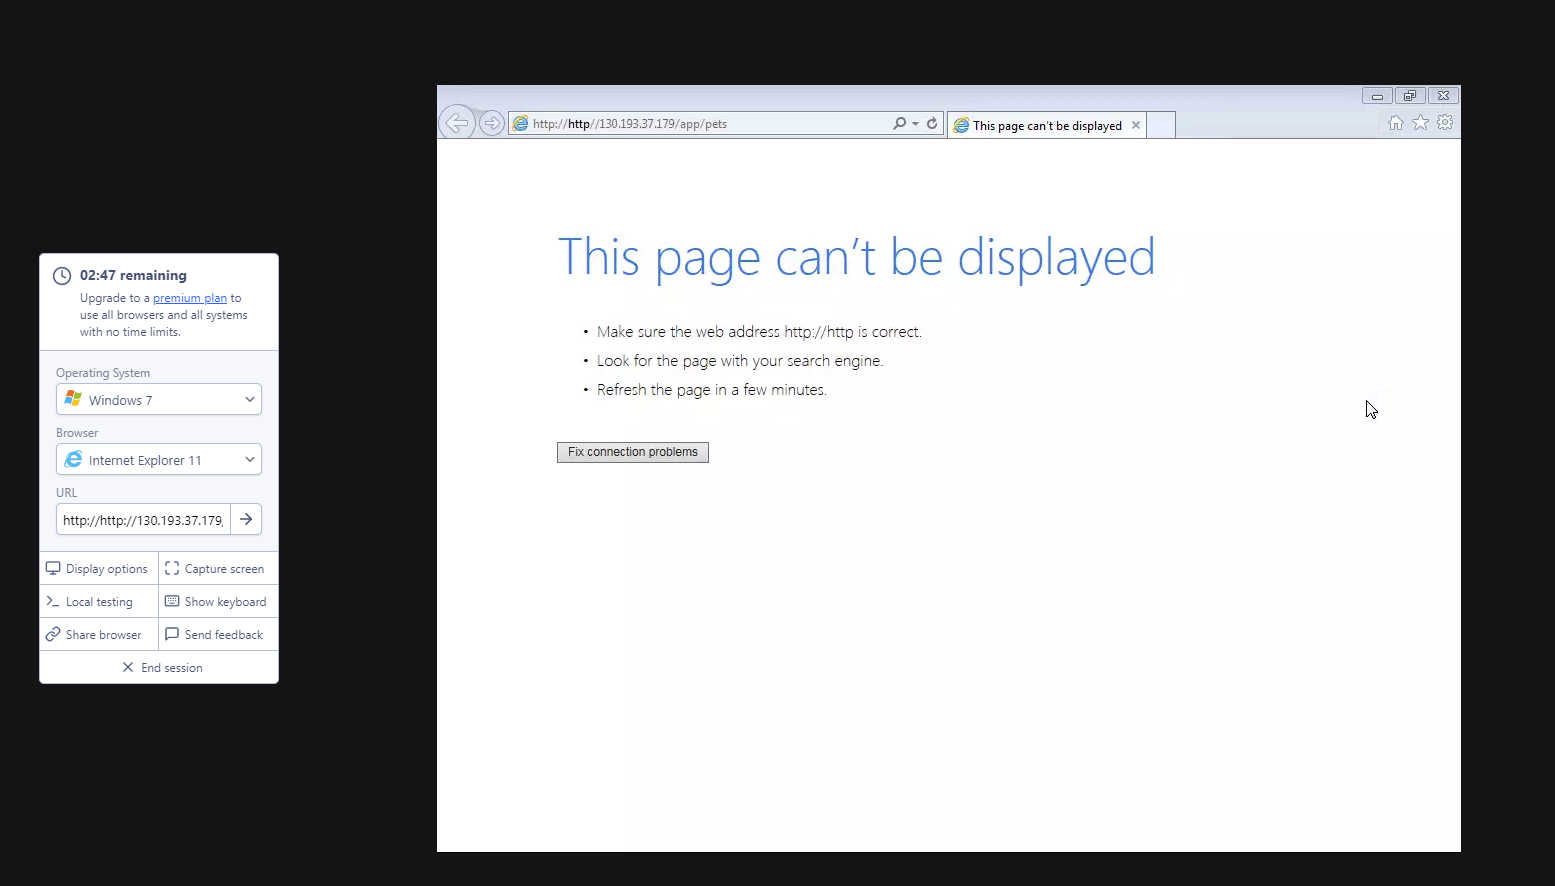 http://http//130.193.37.179/app/pets
This page can't be displayed
This page can't be displayed
• Make sure the web address http://http is correct.
• Look for the page with your search engine.
• Refresh the page in a few minutes.
Fix connection problems
02:47 remaining
Upgrade to a premium plan to
use all browsers and all systems
with no time limits.
Operating System
Windows 7
Browser
Internet Explorer 11
URL
http://http://130.193.37.179,
Display options
Capture screen
Local testing
Show keyboard
Share browser
Send feedback
End session